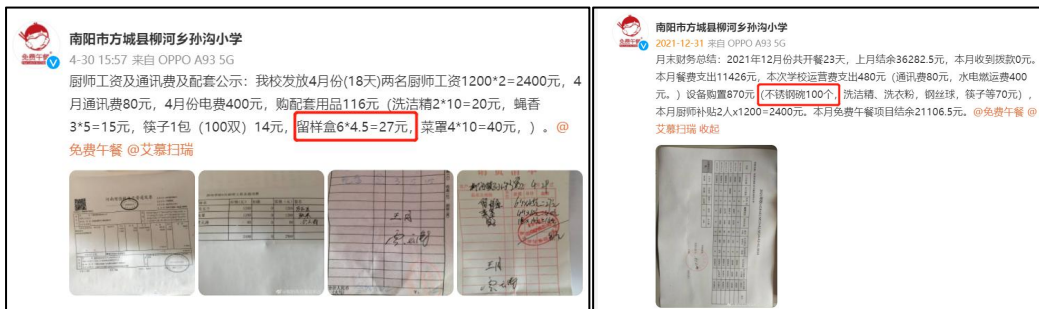 南阳市方城县柳河乡孙沟小学
4-30 15:57 来自 OPPO A93 5G
厨师工资及通讯费及配套公示：我校发放4月份(18天)两名厨师工资1200*2=2400元，4
月通讯费80元，4月份电费400元，购配套用品116元（洗洁精2*10=20元，蝇香
3*5=15元，筷子1包（100双）14元，留样盒6*4.5=27元，菜罩4*10=40元，）。@
免费午餐 @艾慕扫瑞
免费午餐
南阳市方城县柳河乡孙沟小学
2021-12-31 来自 OPPO A93 5G
月末财务总结：2021年12月份共开餐23天，上月结余36282.5元，本月收到拨款0元。
本月餐费支出11426元，本次学校运营费支出480元（通讯费80元，水电燃运费400
元。）设备购置870元（不锈钢碗100个，洗洁精、洗衣粉，钢丝球，筷子等70元），
本月厨师补贴2人x1200=2400元。本月免费午餐项目结余21106.5元。@免费午餐 @
艾慕扫瑞 收起
免费午餐